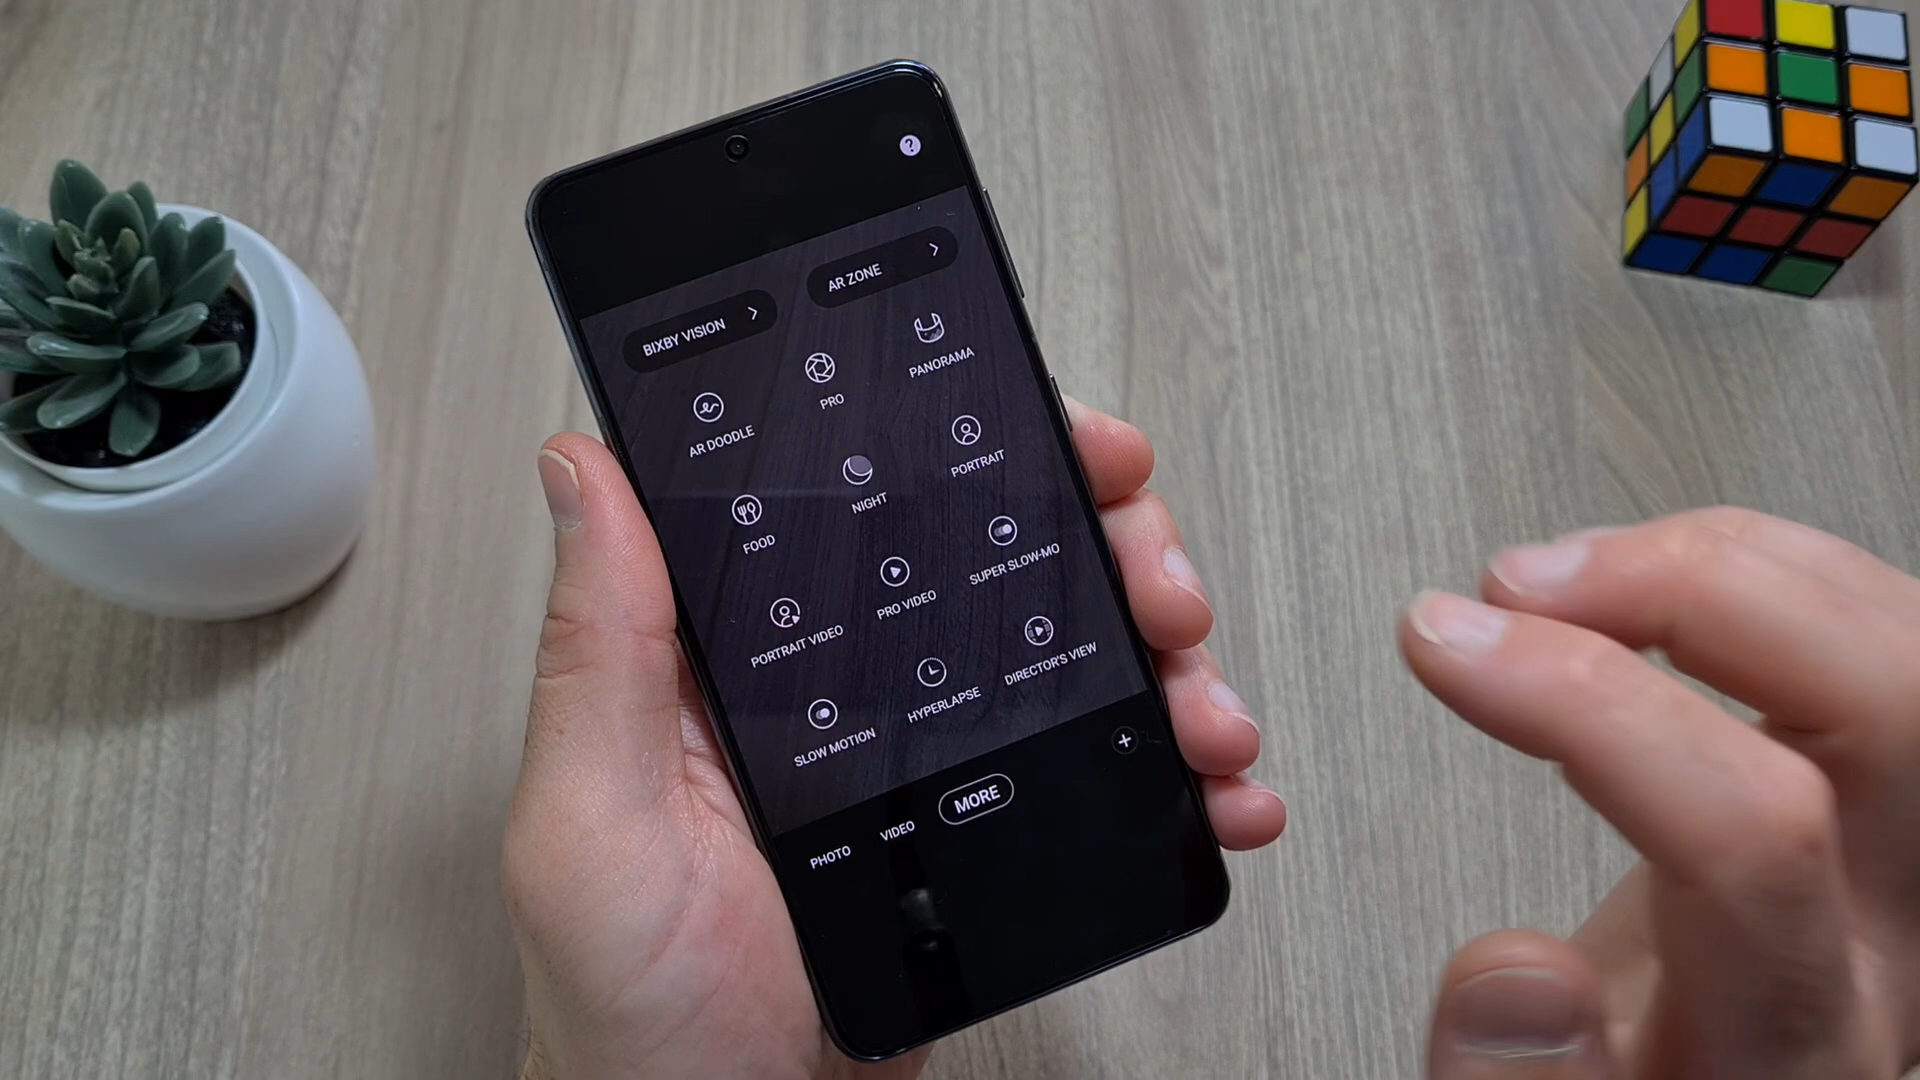 ?
BIXBY VISION >
AR ZONE >
AR DOODLE
PRO
PANORAMA
FOOD
NIGHT
PORTRAIT
PORTRAIT VIDEO
PRO VIDEO
SUPER SLOW-MO
SLOW MOTION
HYPERLAPSE
DIRECTOR'S VIEW
+
PHOTO
VIDEO
MORE